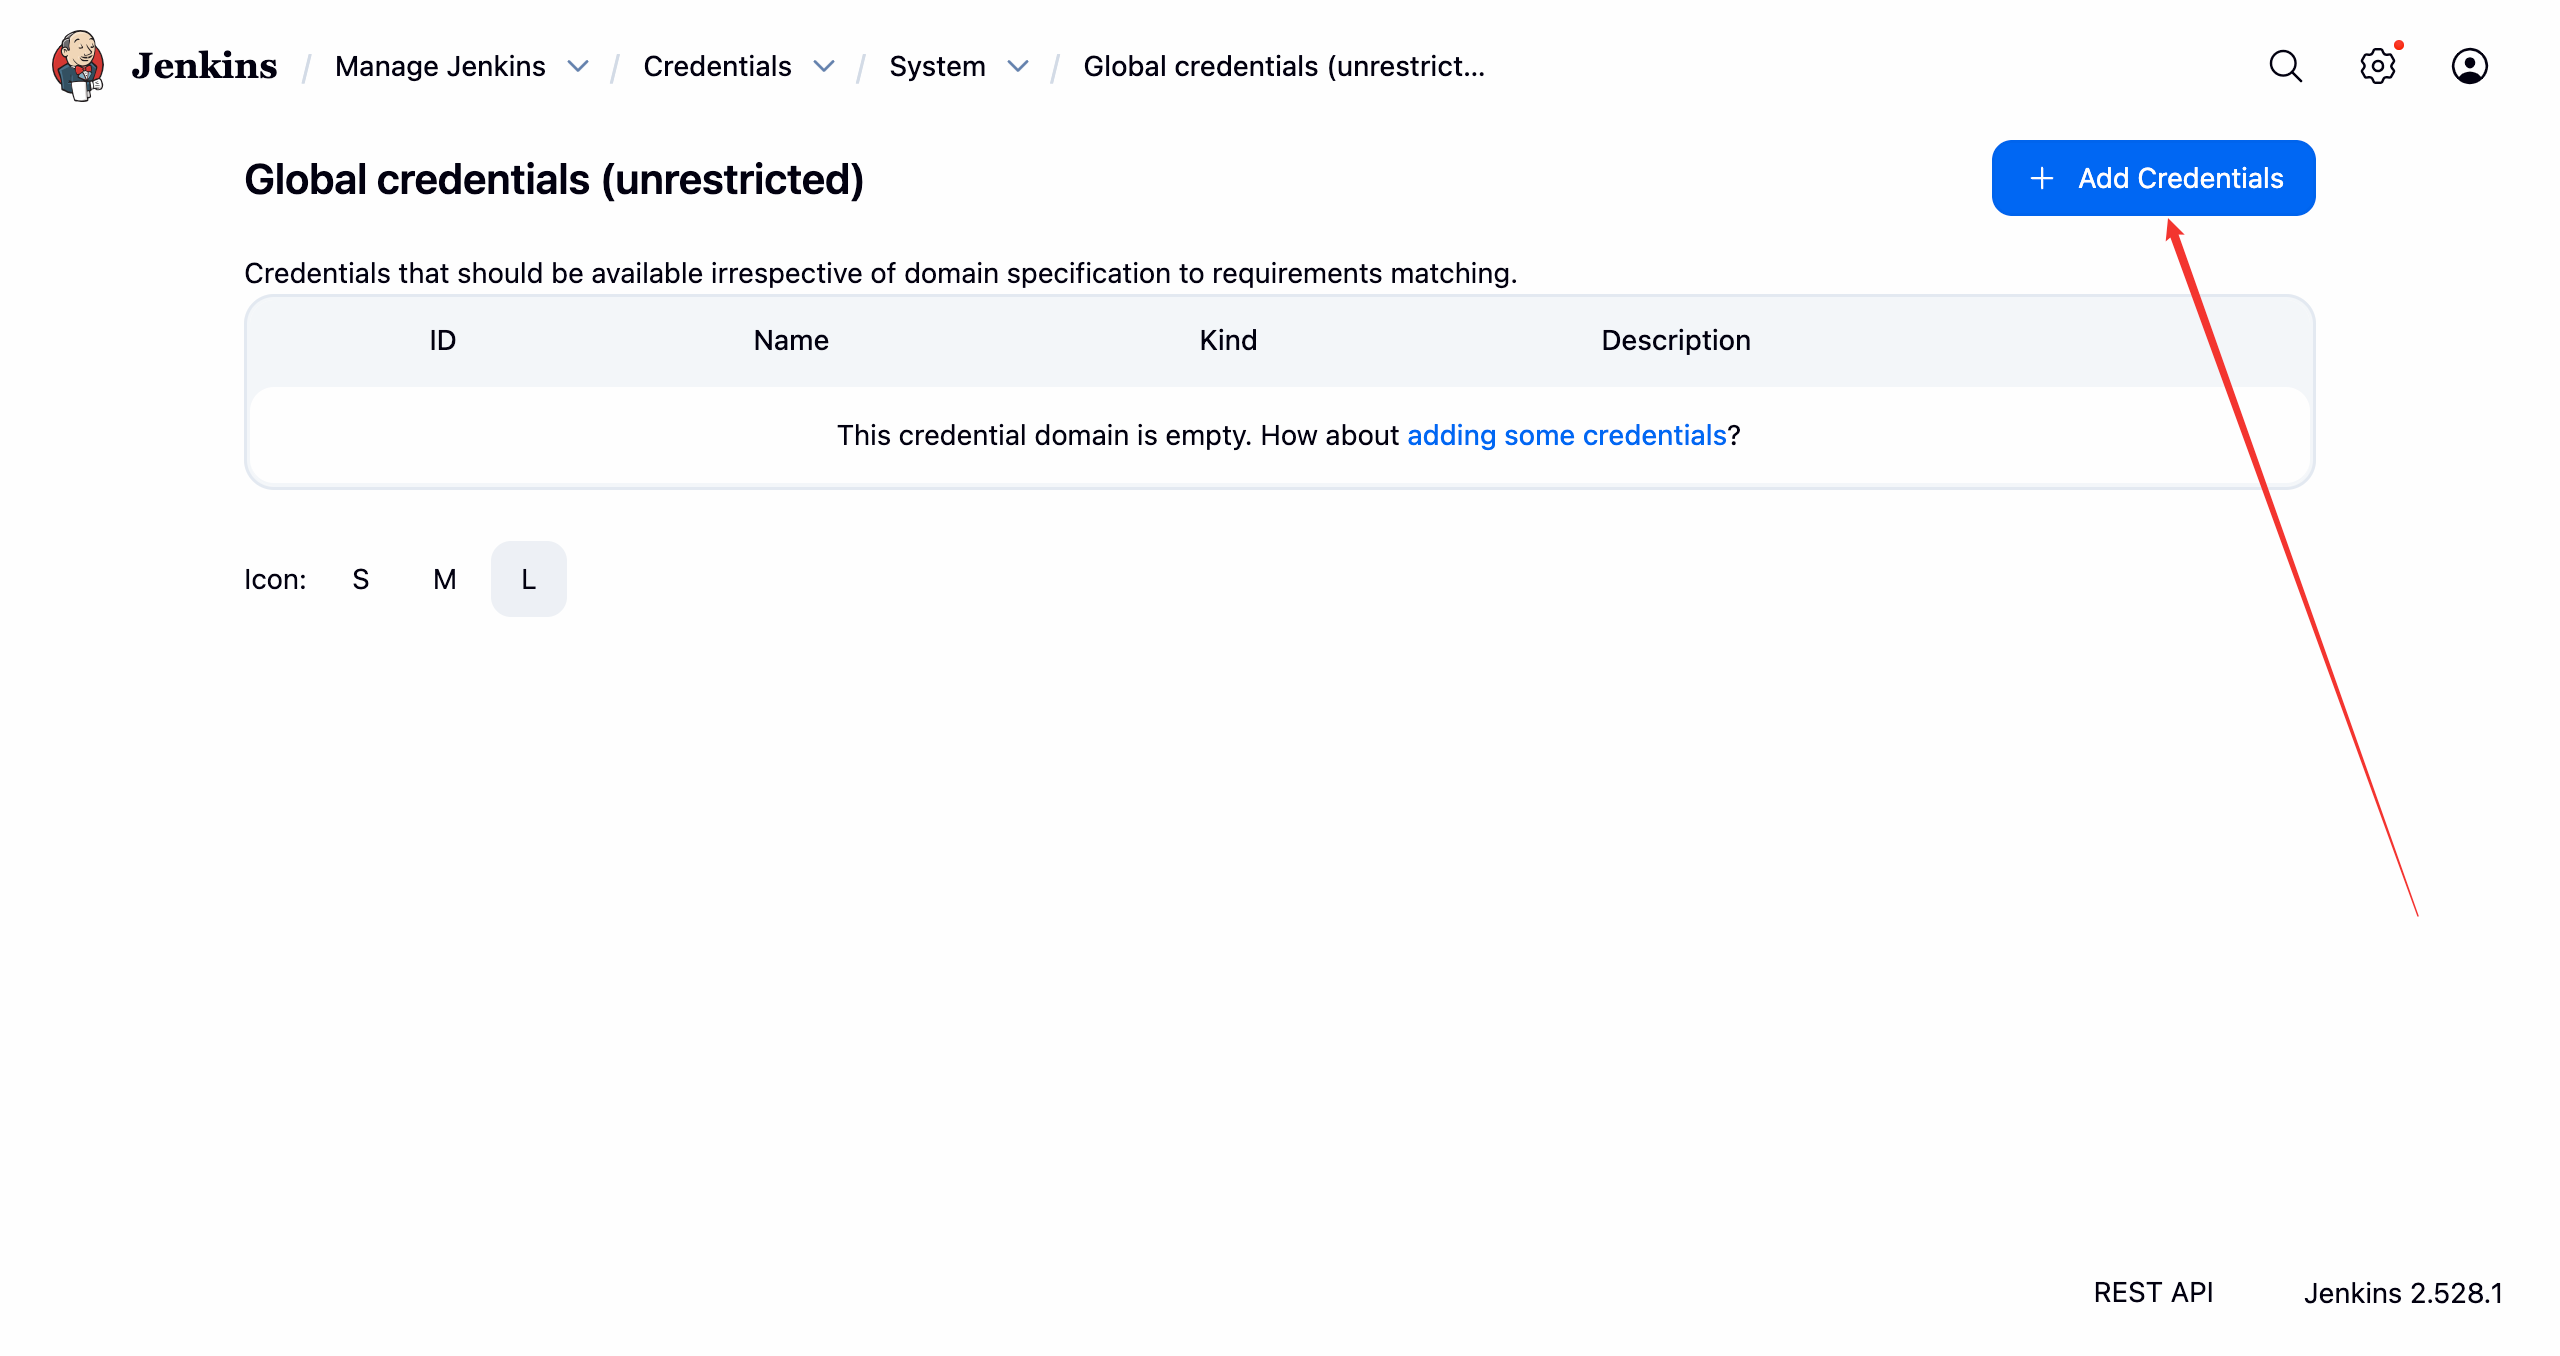 Jenkins / Manage Jenkins / Credentials / System / Global credentials (unrestrict...
Global credentials (unrestricted)
+ Add Credentials
Credentials that should be available irrespective of domain specification to requirements matching.
ID Name Kind Description
This credential domain is empty. How about adding some credentials?
Icon: S M L
REST API Jenkins 2.528.1